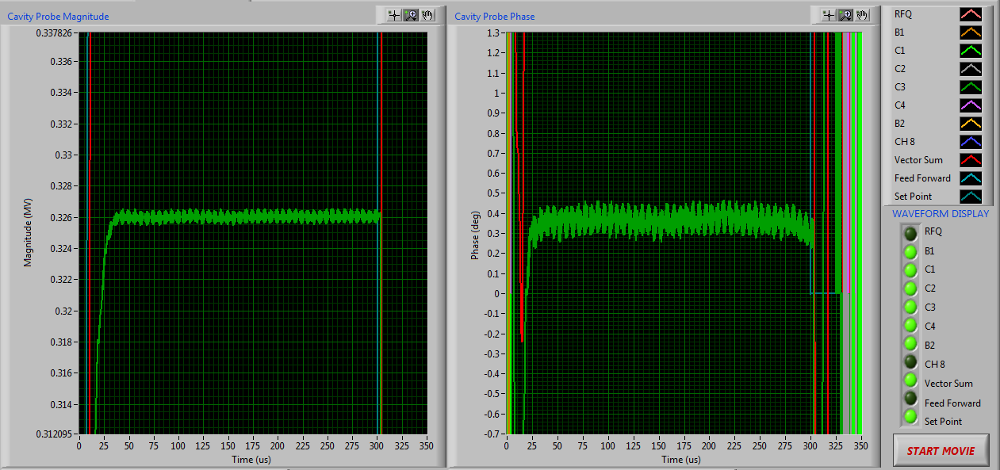 Cavity Probe Magnitude
0.337826
0.336
0.334
0.332
0.33
0.328
0.326
0.324
0.322
0.32
0.318
0.316
0.314
0.312095
Magnitude (MV)
0 25 50 75 100 125 150 175 200 225 250 275 300 325 350
Time (us)
Cavity Probe Phase
1.3
1.2
1.1
1
0.9
0.8
0.7
0.6
0.5
0.4
0.3
0.2
0.1
0
-0.1
-0.2
-0.3
-0.4
-0.5
-0.6
-0.7
Phase (deg)
0 25 50 75 100 125 150 175 200 225 250 275 300 325 350
Time (us)
RFQ
B1
C1
C2
C3
C4
B2
CH 8
Vector Sum
Feed Forward
Set Point
WAVEFORM DISPLAY
RFQ
B1
C1
C2
C3
C4
B2
CH 8
Vector Sum
Feed Forward
Set Point
START MOVIE